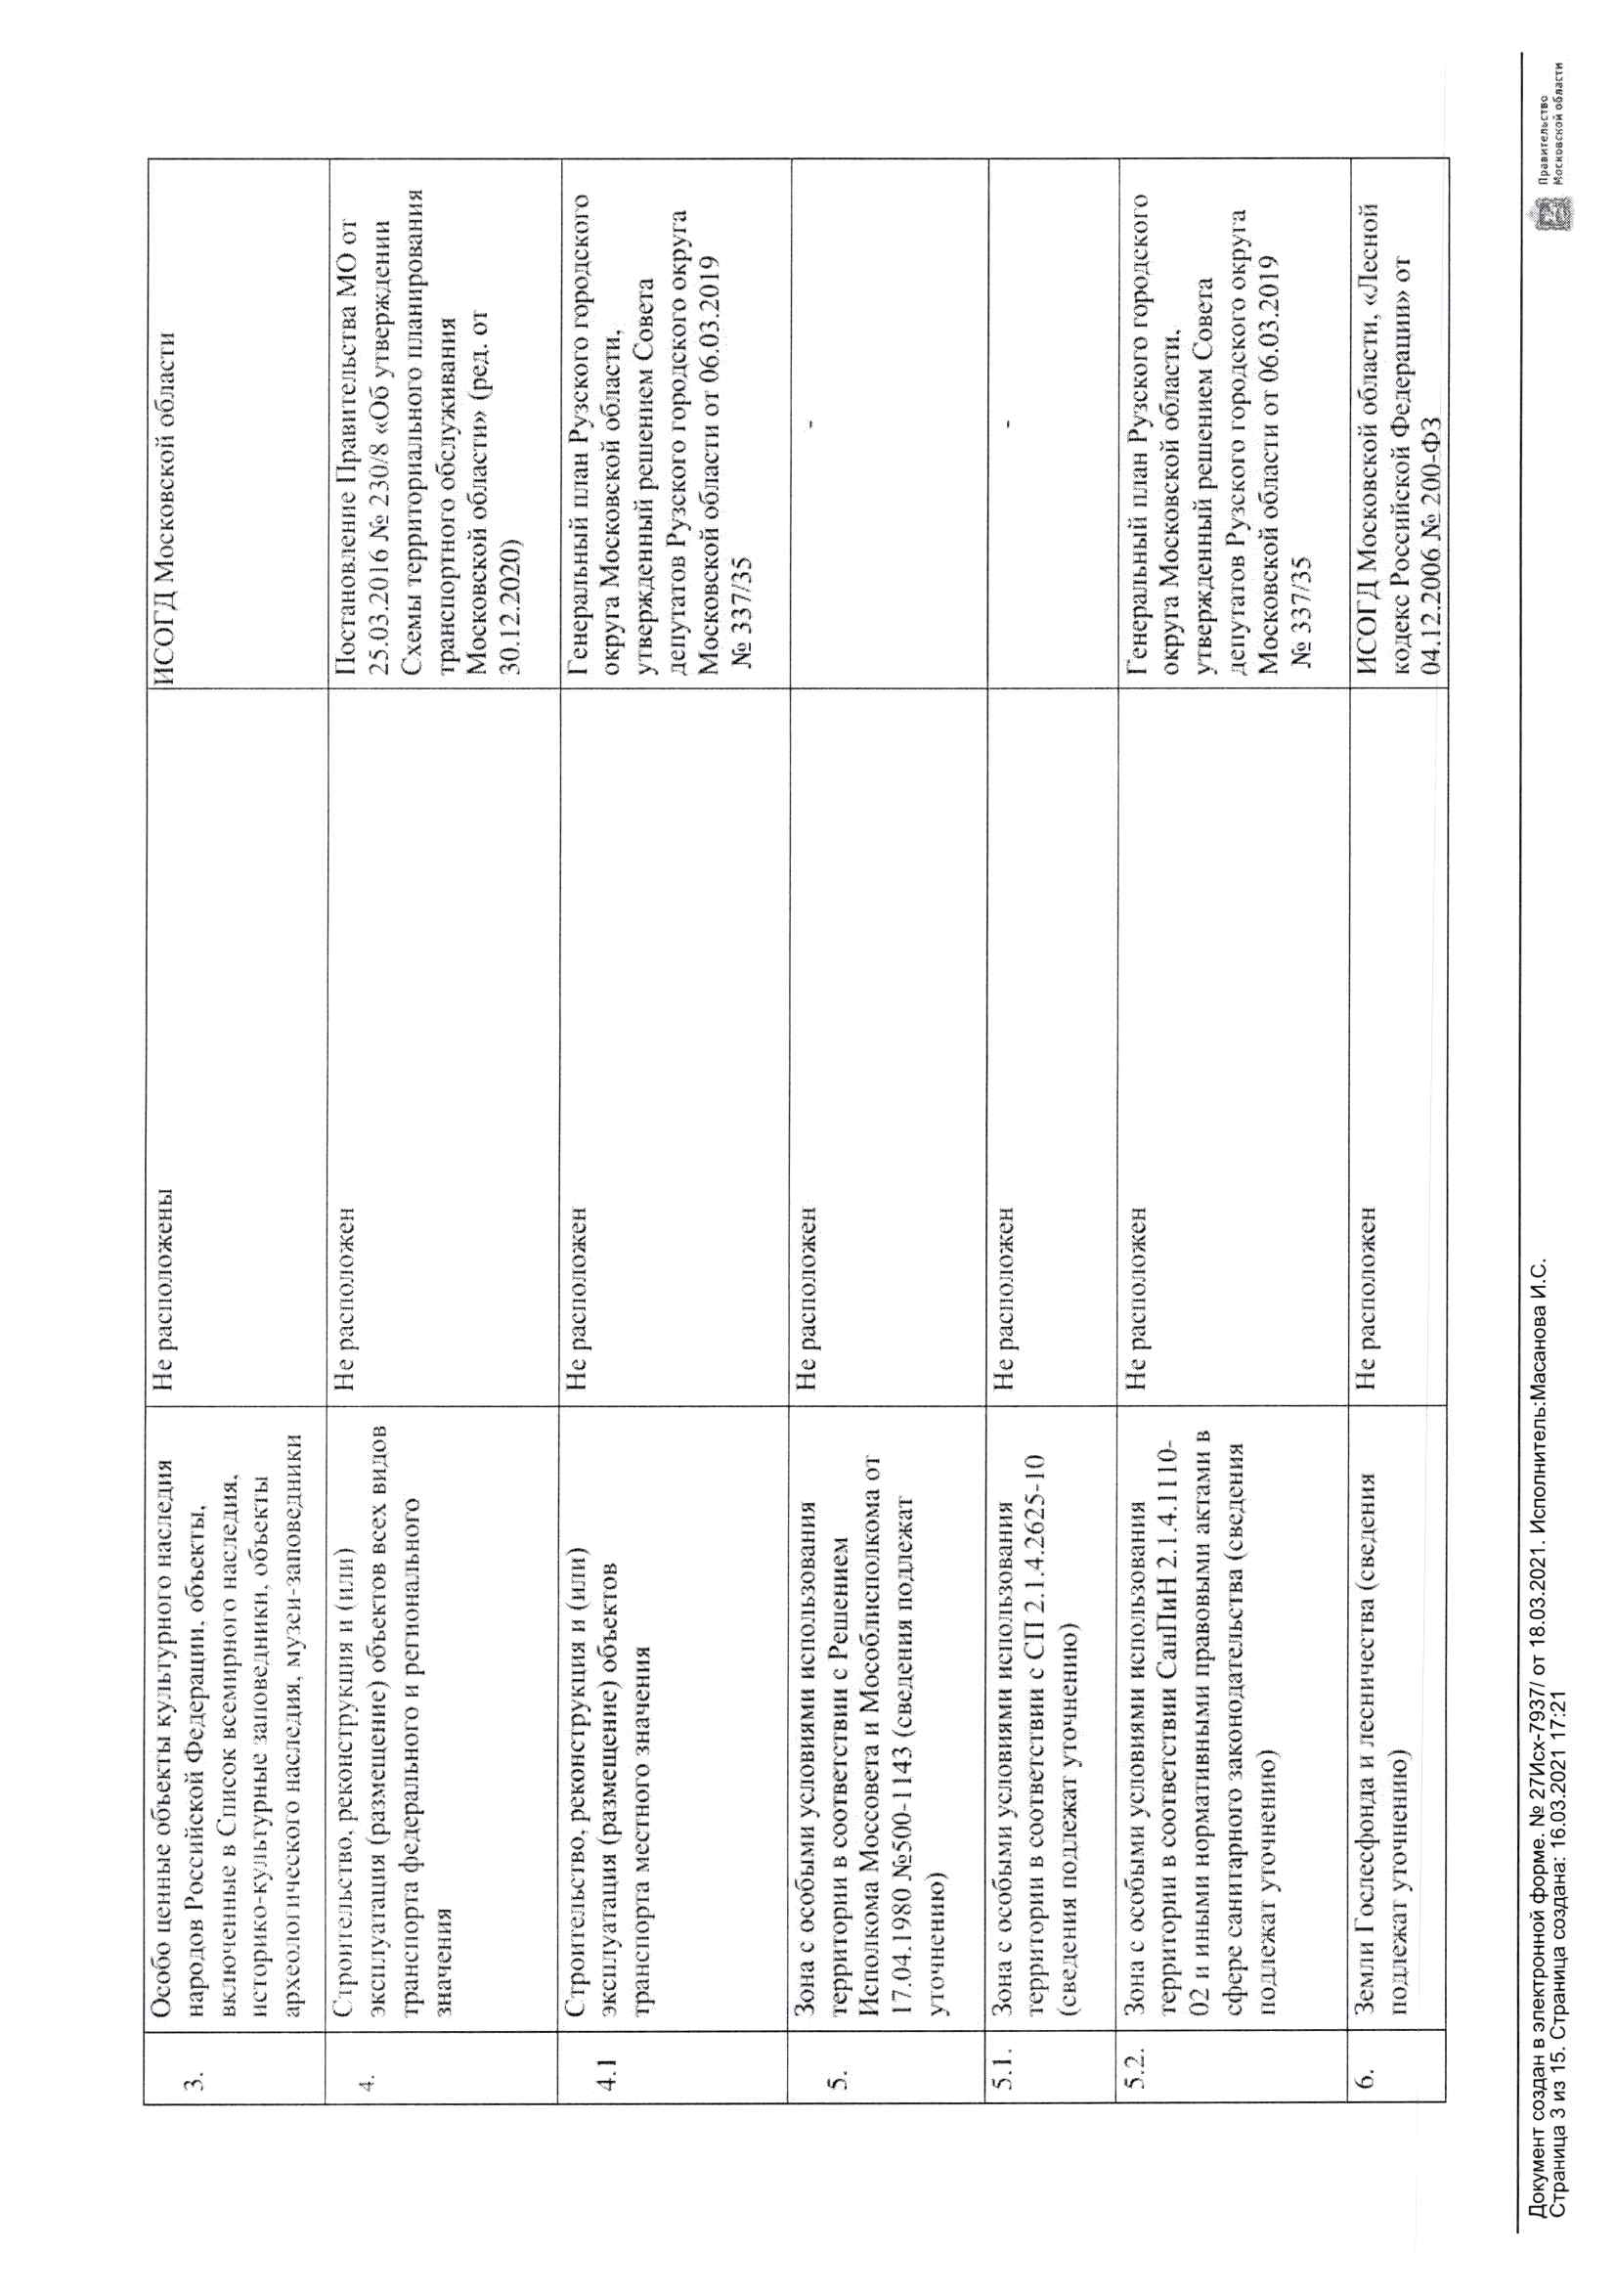 3.
Особо ценные объекты культурного наследия
народов Российской Федерации, объекты,
включенные в Список всемирного наследия,
историко-культурные заповедники, объекты
археологического наследия, музеи-заповедники
Не расположены
ИСОГД Московской области
4.
Строительство, реконструкция и (или)
эксплуатация (размещение) объектов всех видов
транспорта федерального и регионального
значения
Не расположен
Постановление Правительства МО от
25.03.2016 № 230/8 «Об утверждении
Схемы территориального планирования
транспортного обслуживания
Московской области» (ред. от
30.12.2020)
4.1
Строительство, реконструкция и (или)
эксплуатация (размещение) объектов
транспорта местного значения
Не расположен
Генеральный план Рузского городского
округа Московской области,
утвержденный решением Совета
депутатов Рузского городского округа
Московской области от 06.03.2019
№ 337/35
5.
Зона с особыми условиями использования
территории в соответствии с Решением
Исполкома Моссовета и Мособлисполкома от
17.04.1980 №500-1143 (сведения подлежат
уточнению)
Не расположен
-
5.1.
Зона с особыми условиями использования
территории в соответствии с СП 2.1.4.2625-10
(сведения подлежат уточнению)
Не расположен
-
5.2.
Зона с особыми условиями использования
территории в соответствии СанПиН 2.1.4.1110-
02 и иными нормативными правовыми актами в
сфере санитарного законодательства (сведения
подлежат уточнению)
Не расположен
Генеральный план Рузского городского
округа Московской области,
утвержденный решением Совета
депутатов Рузского городского округа
Московской области от 06.03.2019
№ 337/35
6.
Земли Гослесфонда и лесничества (сведения
подлежат уточнению)
Не расположен
ИСОГД Московской области, «Лесной
кодекс Российской Федерации» от
04.12.2006 № 200-ФЗ
Документ создан в электронной форме. № 27Исх-7937/ от 18.03.2021. Исполнитель:Масанова И.С.
Страница 3 из 15. Страница создана: 16.03.2021 17:21
Правительство
Московской области